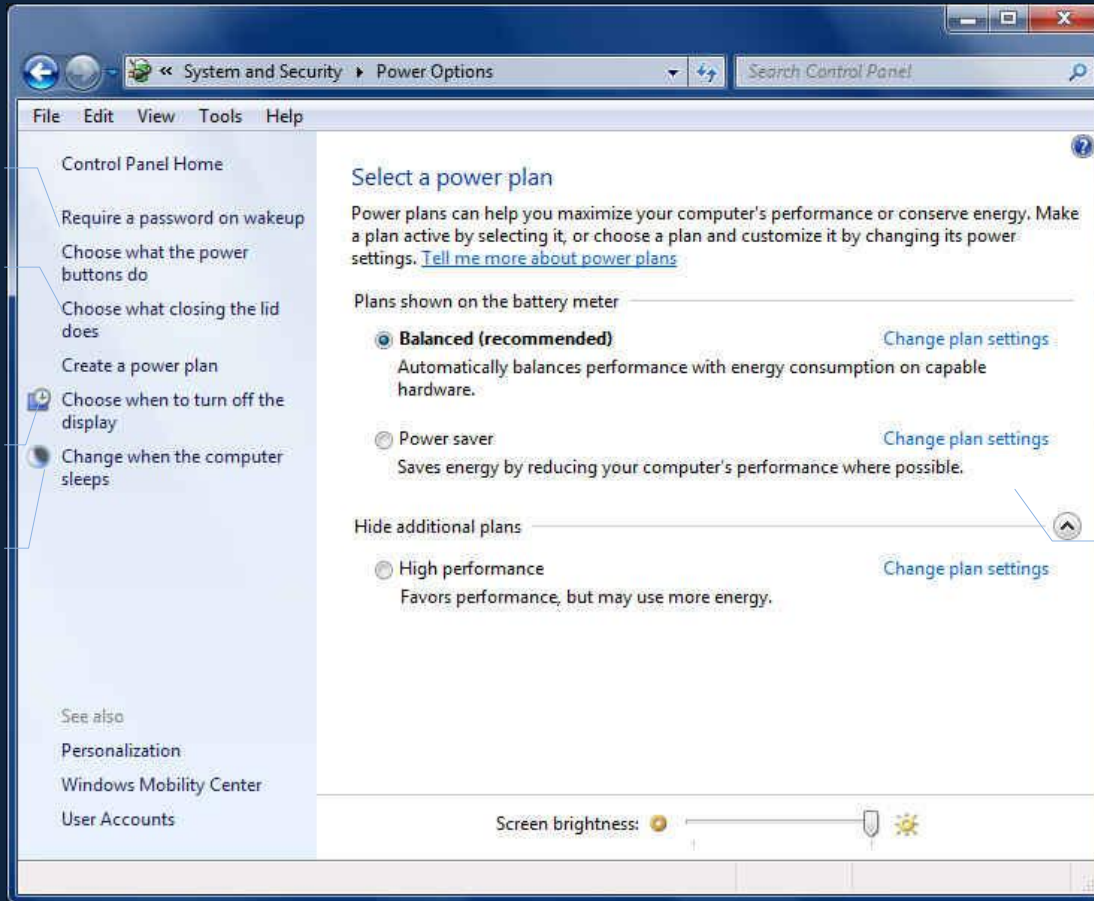 « System and Security ▸ Power Options
Search Control Panel
File Edit View Tools Help
Control Panel Home
Require a password on wakeup
Choose what the power
buttons do
Choose what closing the lid
does
Create a power plan
Choose when to turn off the
display
Change when the computer
sleeps
See also
Personalization
Windows Mobility Center
User Accounts
Select a power plan
Power plans can help you maximize your computer's performance or conserve energy. Make
a plan active by selecting it, or choose a plan and customize it by changing its power
settings. Tell me more about power plans
Plans shown on the battery meter
Balanced (recommended) Change plan settings
Automatically balances performance with energy consumption on capable
hardware.
Power saver Change plan settings
Saves energy by reducing your computer's performance where possible.
Hide additional plans
High performance Change plan settings
Favors performance, but may use more energy.
Screen brightness: